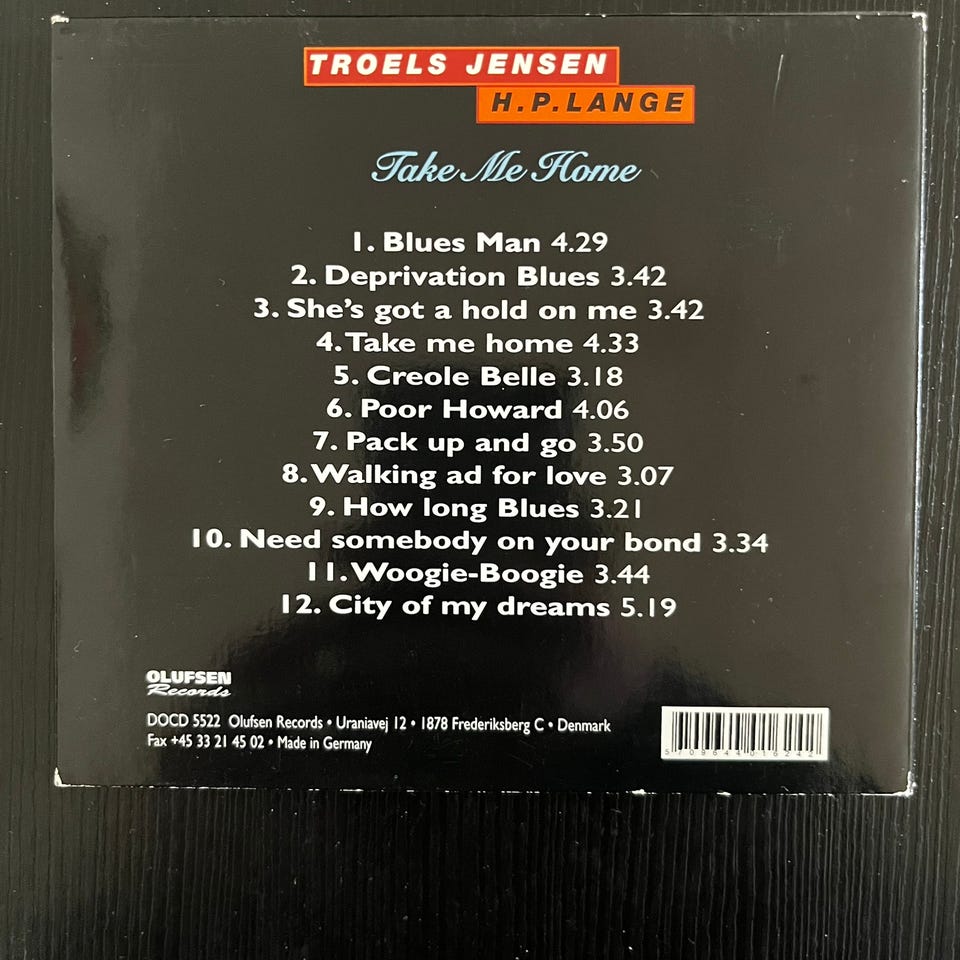 TROELS JENSEN
H.P.LANGE
Take Me Home
1. Blues Man 4.29
2. Deprivation Blues 3.42
3. She's got a hold on me 3.42
4. Take me home 4.33
5. Creole Belle 3.18
6. Poor Howard 4.06
7. Pack up and go 3.50
8. Walking ad for love 3.07
9. How long Blues 3.21
10. Need somebody on your bond 3.34
11. Woogie-Boogie 3.44
12. City of my dreams 5.19
OLUFSEN
Records
DOCD 5522 Olufsen Records • Uraniavej 12 • 1878 Frederiksberg C • Denmark
Fax +45 33 21 45 02 • Made in Germany
5 709644 016242